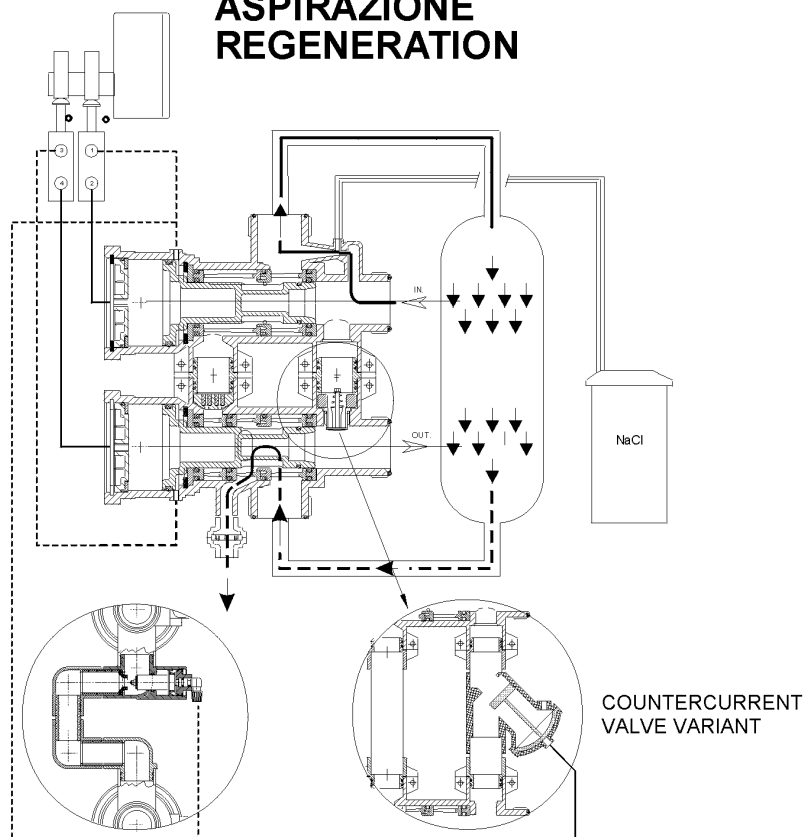 ASPIRAZIONE
REGENERATION
3
1
4
2
IN.
OUT.
NaCl
COUNTERCURRENT
VALVE VARIANT